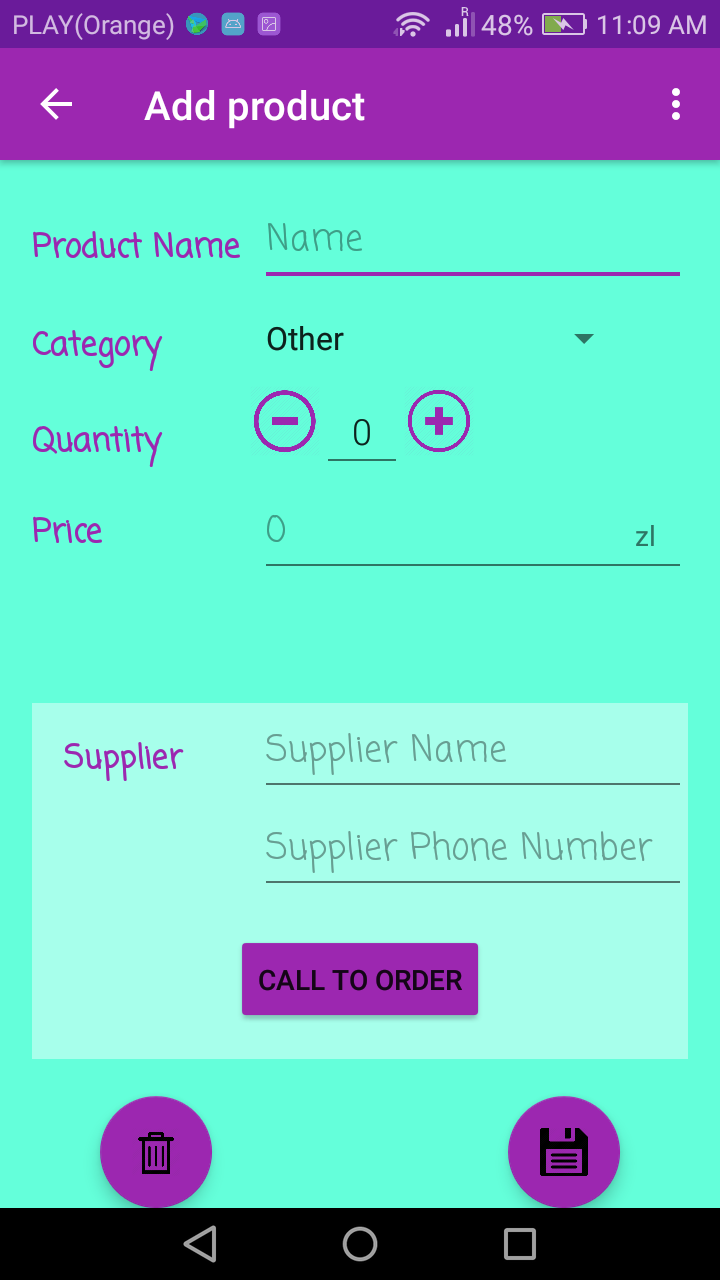 PLAY(Orange) R 48% 11:09 AM
Add product
Product Name Name
Category Other
Quantity 0
Price 0 zl
Supplier Supplier Name
Supplier Phone Number
CALL TO ORDER